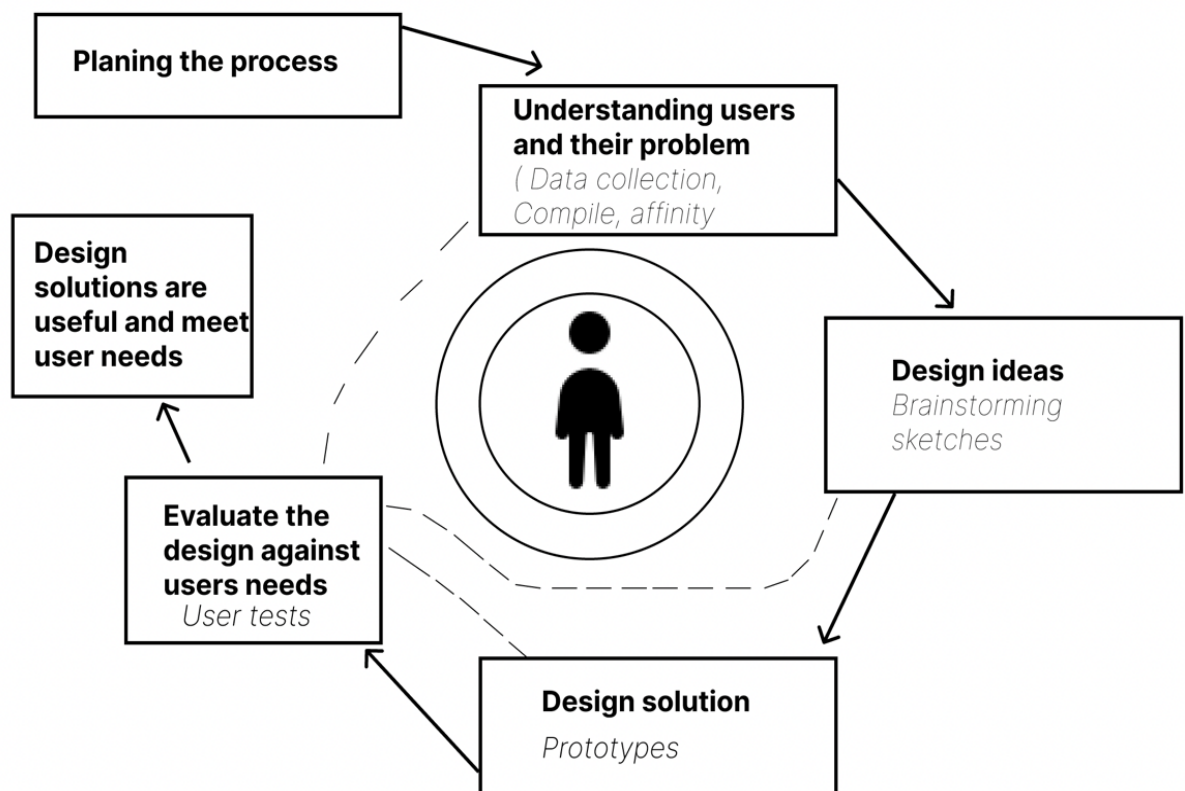 Planing the process
Understanding users
and their problem
( Data collection,
Compile, affinity
Design
solutions are
useful and meet
user needs
Design ideas
Brainstorming
sketches
Evaluate the
design against
users needs
User tests
Design solution
Prototypes